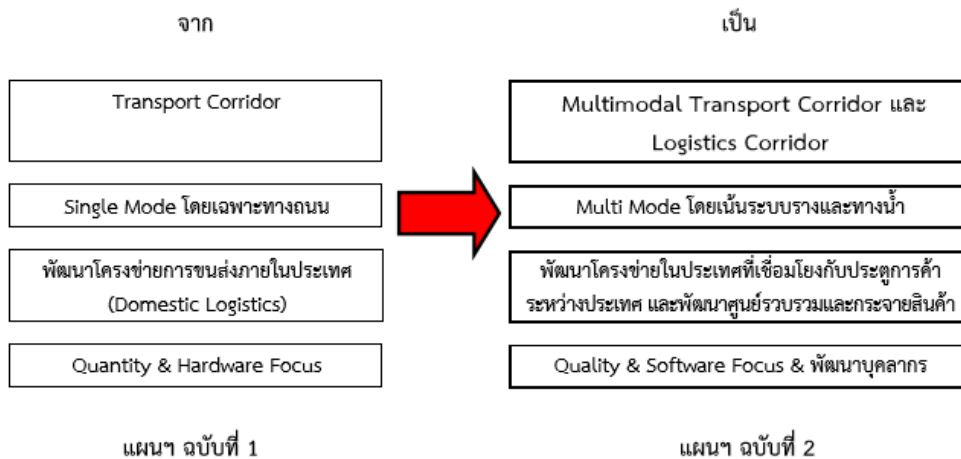 จาก
เป็น
Transport Corridor
Multimodal Transport Corridor และ
Logistics Corridor
Single Mode โดยเฉพาะทางถนน
Multi Mode โดยเน้นระบบรางและทางน้ำ
พัฒนาโครงข่ายการขนส่งภายในประเทศ
(Domestic Logistics)
พัฒนาโครงข่ายในประเทศที่เชื่อมโยงกับประตูการค้า
ระหว่างประเทศ และพัฒนาศูนย์รวบรวมและกระจายสินค้า
Quantity & Hardware Focus
Quality & Software Focus & พัฒนาบุคลากร
แผนฯ ฉบับที่ 1
แผนฯ ฉบับที่ 2